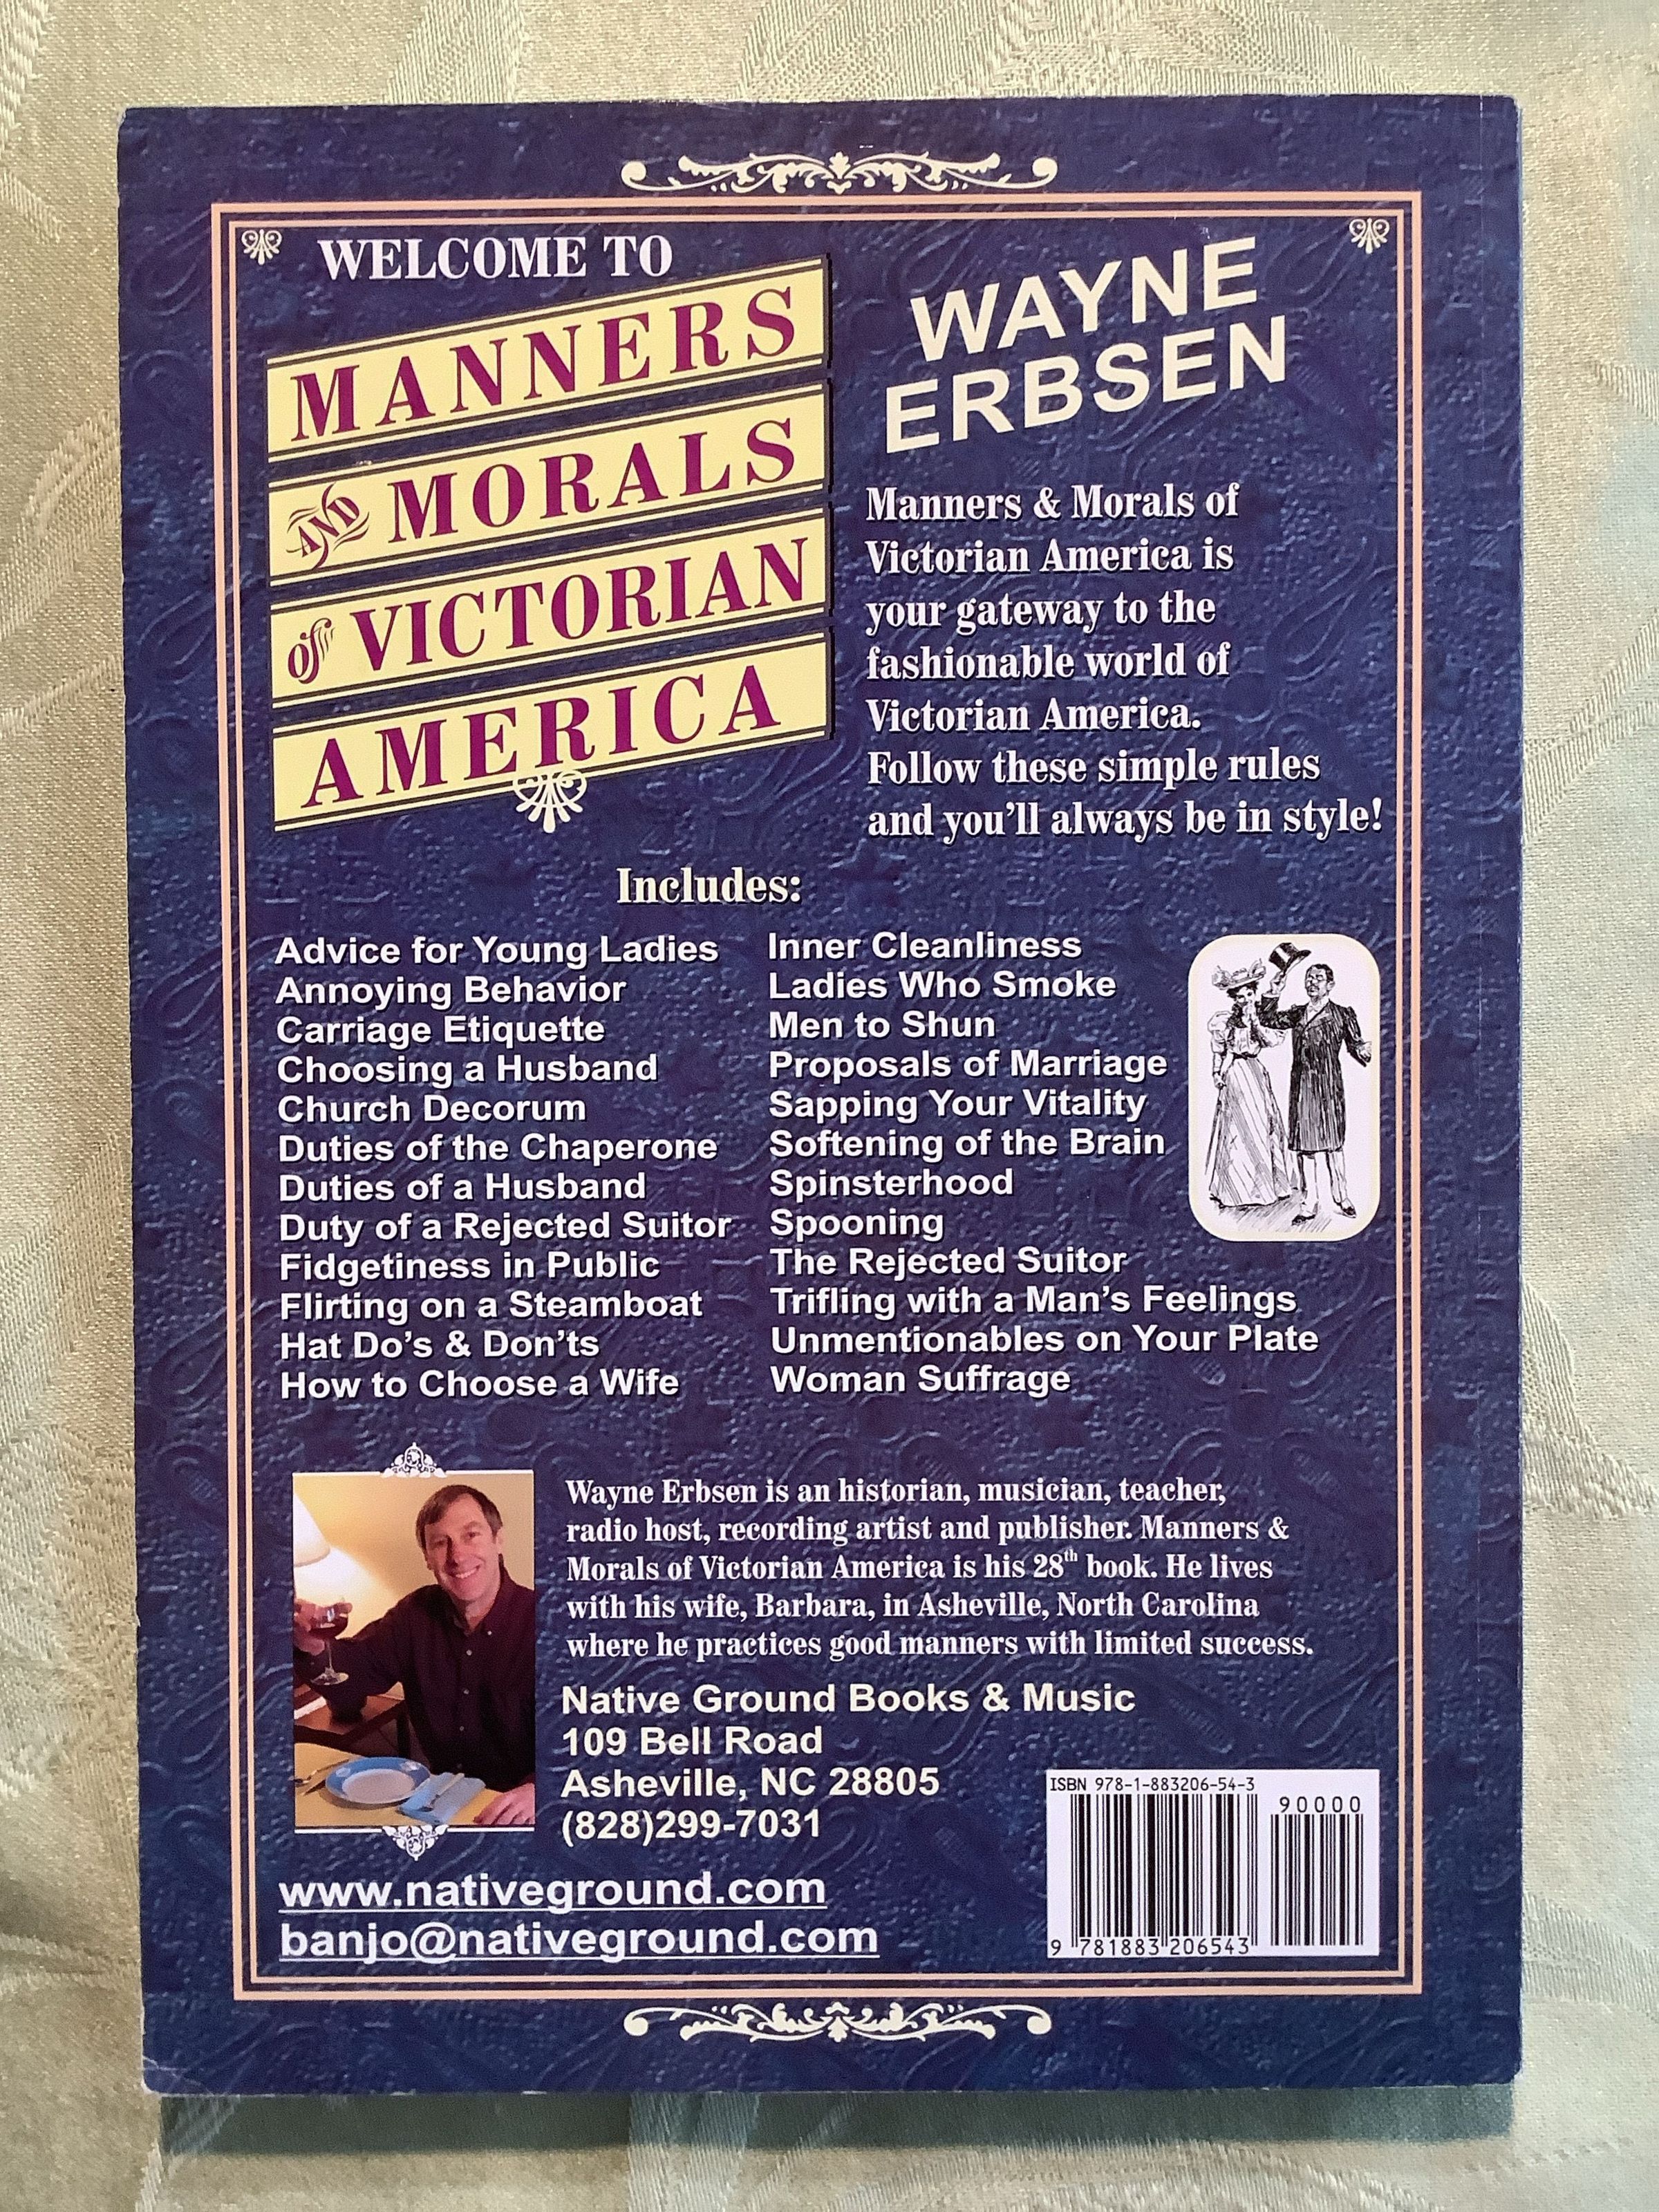 WELCOME TO
MANNERS
AND MORALS
of VICTORIAN
AMERICA
WAYNE
ERBSEN
Manners & Morals of
Victorian America is
your gateway to the
fashionable world of
Victorian America.
Follow these simple rules
and you'll always be in style!
Includes:
Advice for Young Ladies
Annoying Behavior
Carriage Etiquette
Choosing a Husband
Church Decorum
Duties of the Chaperone
Duties of a Husband
Duty of a Rejected Suitor
Fidgetiness in Public
Flirting on a Steamboat
Hat Do's & Don'ts
How to Choose a Wife
Inner Cleanliness
Ladies Who Smoke
Men to Shun
Proposals of Marriage
Sapping Your Vitality
Softening of the Brain
Spinsterhood
Spooning
The Rejected Suitor
Trifling with a Man's Feelings
Unmentionables on Your Plate
Woman Suffrage
Wayne Erbsen is an historian, musician, teacher,
radio host, recording artist and publisher. Manners &
Morals of Victorian America is his 28th book. He lives
with his wife, Barbara, in Asheville, North Carolina
where he practices good manners with limited success.
Native Ground Books & Music
109 Bell Road
Asheville, NC 28805
(828)299-7031
www.nativeground.com
banjo@nativeground.com
ISBN 978-1-883206-54-3
90000
9 781883 206543